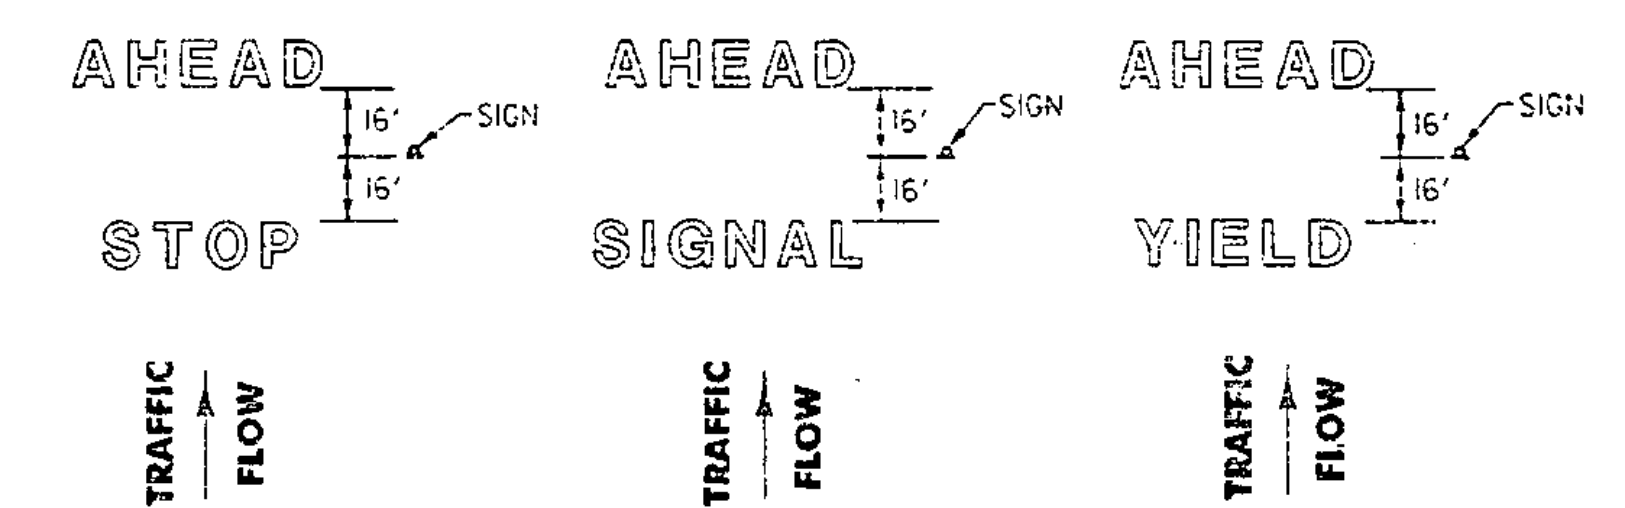 AHEAD
16'
SIGN
16'
STOP
TRAFFIC
FLOW
AHEAD
16'
SIGN
16'
SIGNAL
TRAFFIC
FLOW
AHEAD
16'
SIGN
16'
YIELD
TRAFFIC
FLOW